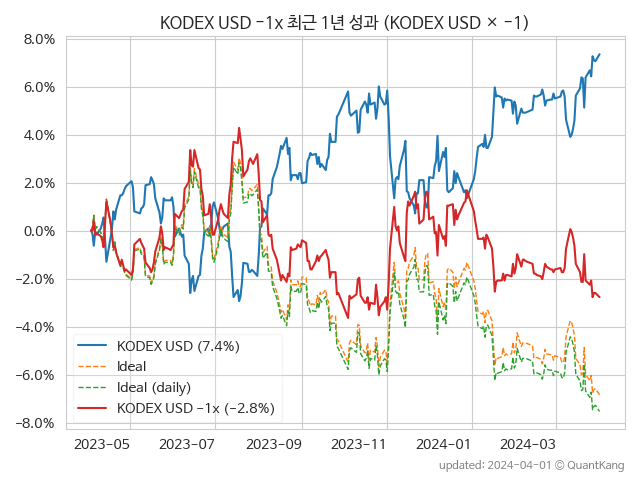 KODEX USD −1x 최근 1년 성과 (KODEX USD × −1)
8.0%
6.0%
4.0%
2.0%
0.0%
−2.0%
−4.0%
−6.0%
−8.0%
KODEX USD (7.4%)
Ideal
Ideal (daily)
KODEX USD −1x (−2.8%)
2023−05 2023−07 2023−09 2023−11 2024−01 2024−03
updated: 2024−04−01 © QuantKang